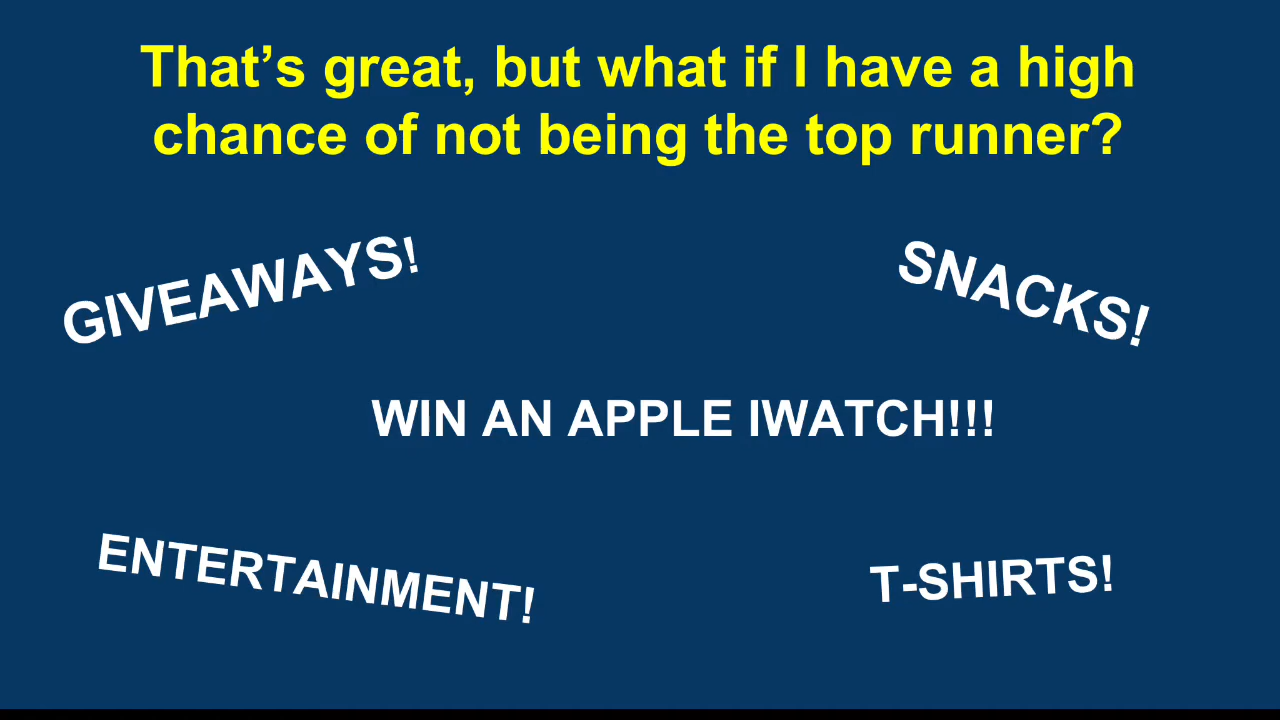 That’s great, but what if I have a high
chance of not being the top runner?
GIVEAWAYS!
SNACKS!
WIN AN APPLE IWATCH!!!
ENTERTAINMENT!
T-SHIRTS!